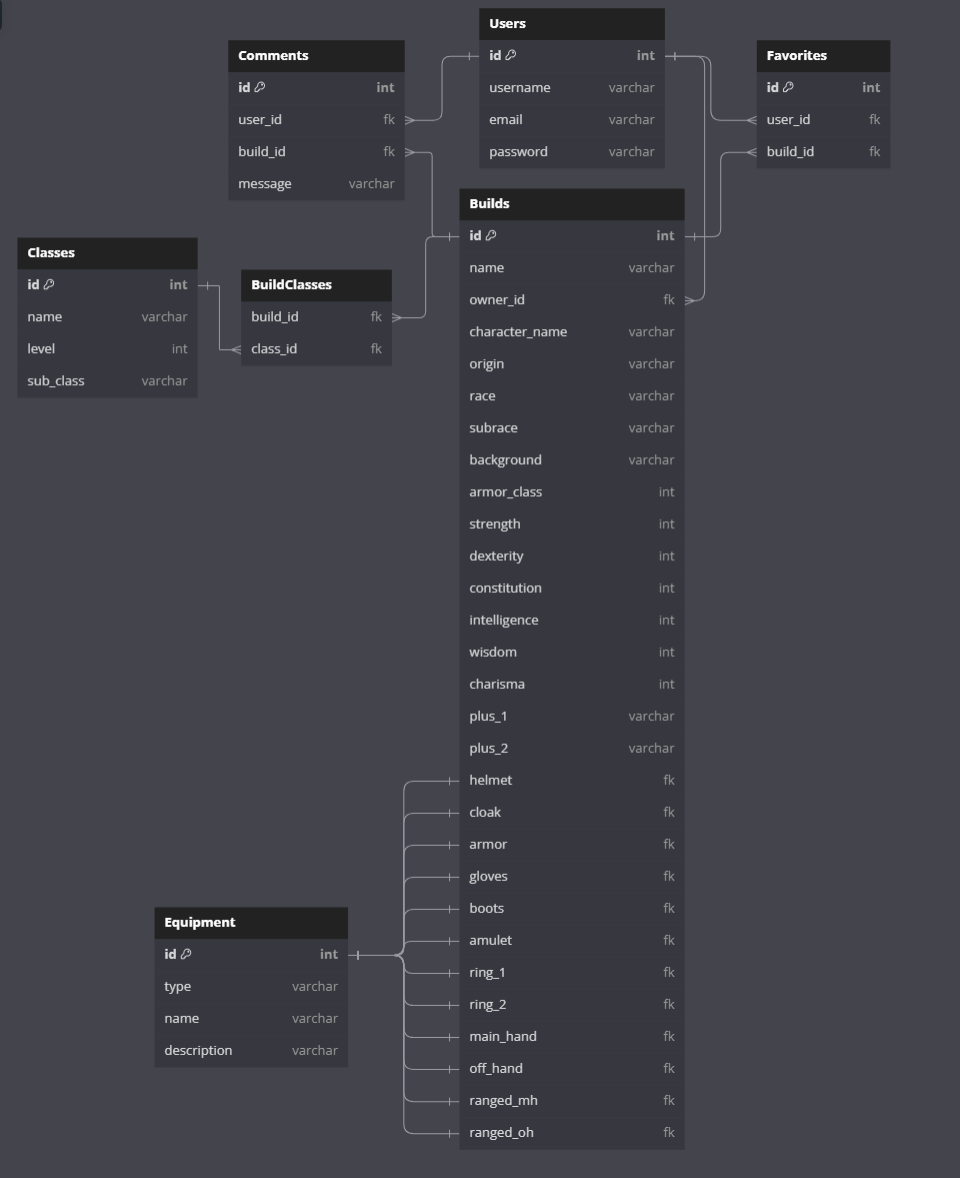 Users
id int
username varchar
email varchar
password varchar
Comments
id int
user_id fk
build_id fk
message varchar
Favorites
id int
user_id fk
build_id fk
Builds
id int
name varchar
owner_id fk
character_name varchar
origin varchar
race varchar
subrace varchar
background varchar
armor_class int
strength int
dexterity int
constitution int
intelligence int
wisdom int
charisma int
plus_1 varchar
plus_2 varchar
helmet fk
cloak fk
armor fk
gloves fk
boots fk
amulet fk
ring_1 fk
ring_2 fk
main_hand fk
off_hand fk
ranged_mh fk
ranged_oh fk
Classes
id int
name varchar
level int
sub_class varchar
BuildClasses
build_id fk
class_id fk
Equipment
id int
type varchar
name varchar
description varchar